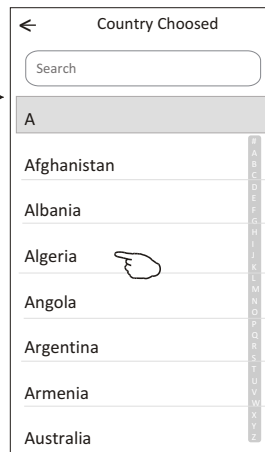 Country Choosed
Search
A
Afghanistan
Albania
Algeria
Angola
Argentina
Armenia
Australia
#
A
B
C
D
E
F
G
H
I
J
K
L
M
N
O
P
Q
R
S
T
U
V
W
X
Y
Z